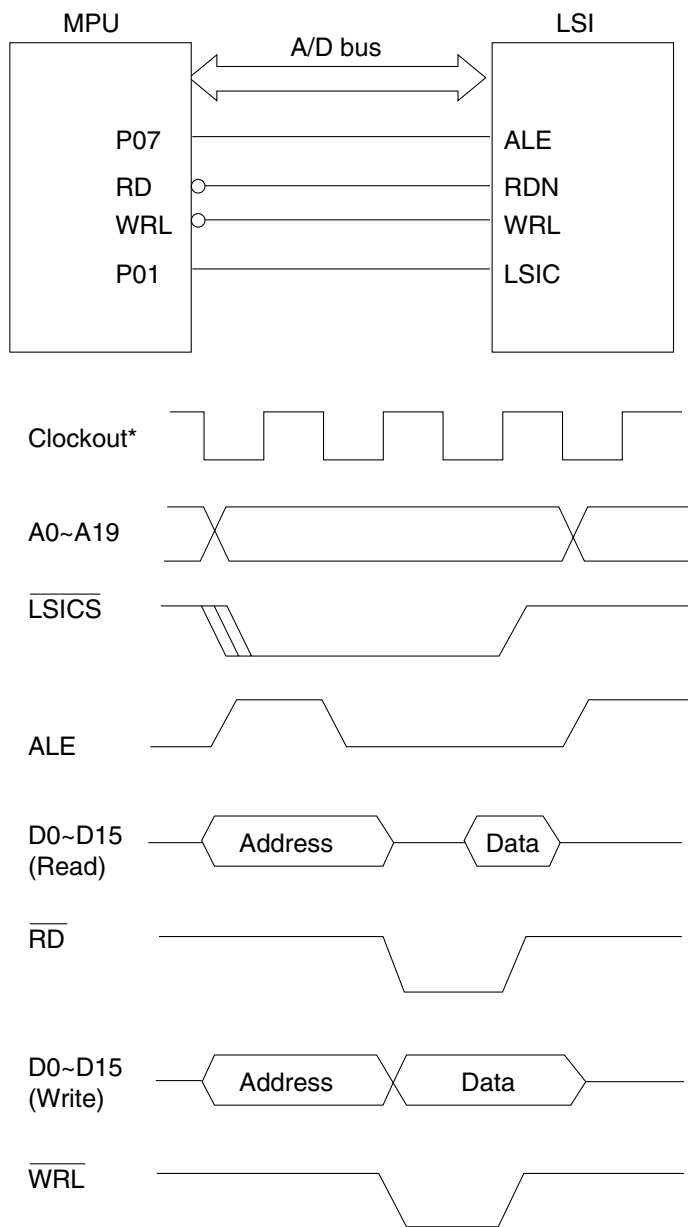 MPU LSI
A/D bus
P07 ALE
RD RDN
WRL WRL
P01 LSIC
Clockout*
A0~A19
LSICS
ALE
D0~D15
(Read)
Address Data
RD
D0~D15
(Write)
Address Data
WRL